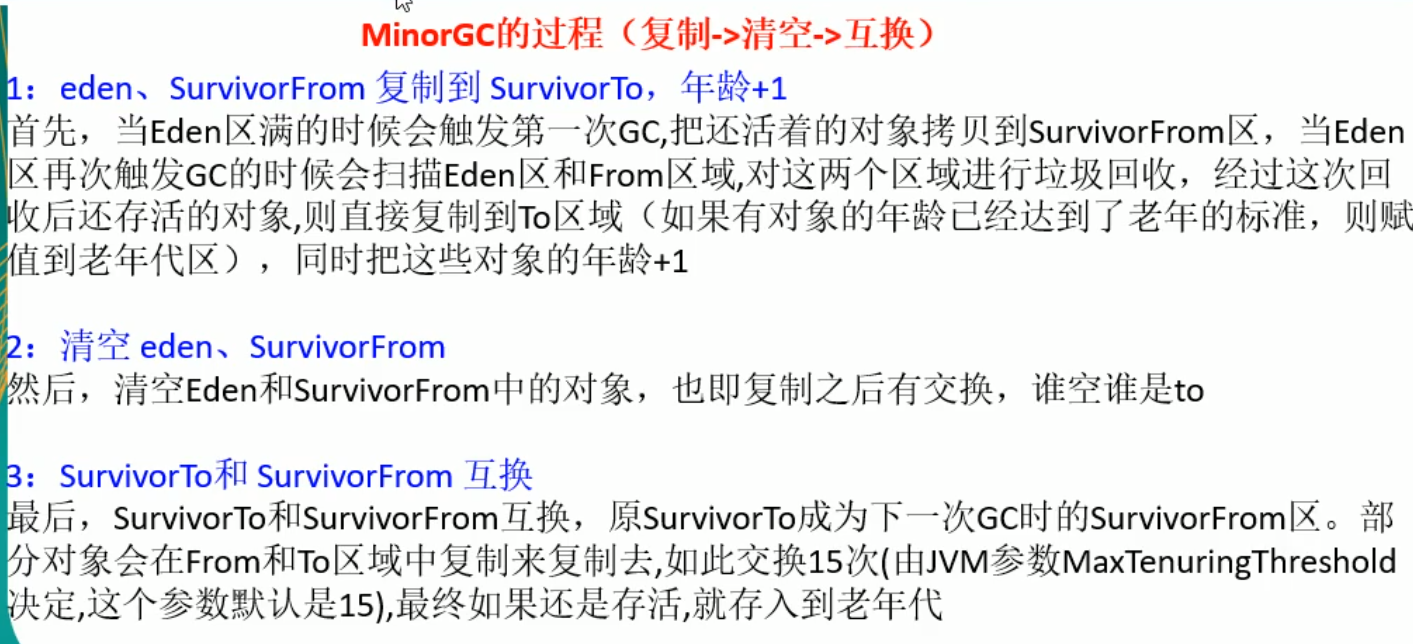 MinorGC的过程（复制->清空->互换）
1：eden、SurvivorFrom 复制到 SurvivorTo，年龄+1
首先，当Eden区满的时候会触发第一次GC,把还活着的对象拷贝到SurvivorFrom区，当Eden
区再次触发GC的时候会扫描Eden区和From区域,对这两个区域进行垃圾回收，经过这次回
收后还存活的对象,则直接复制到To区域（如果有对象的年龄已经达到了老年的标准，则赋
值到老年代区），同时把这些对象的年龄+1
2：清空 eden、SurvivorFrom
然后，清空Eden和SurvivorFrom中的对象，也即复制之后有交换，谁空谁是to
3：SurvivorTo和 SurvivorFrom 互换
最后，SurvivorTo和SurvivorFrom互换，原SurvivorTo成为下一次GC时的SurvivorFrom区。部
分对象会在From和To区域中复制来复制去,如此交换15次(由JVM参数MaxTenuringThreshold
决定,这个参数默认是15),最终如果还是存活,就存入到老年代